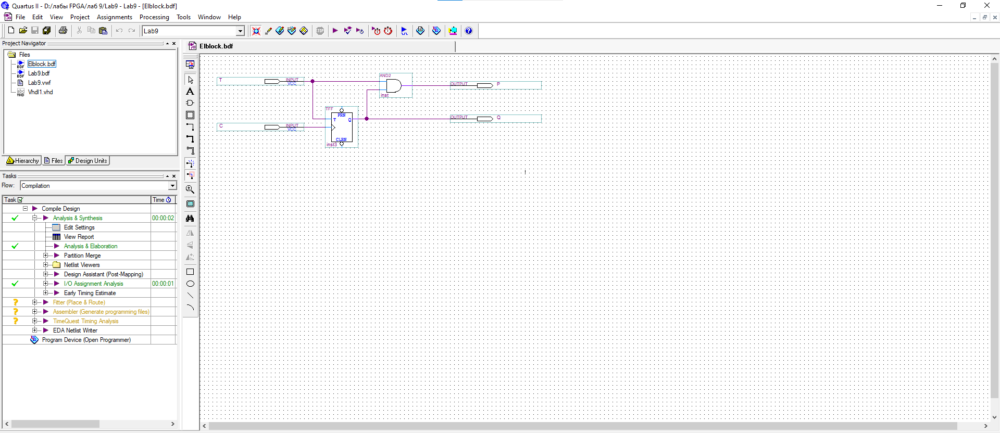 Quartus II - D:/лабы FPGA/лаб 9/Lab9 - Lab9 - [Elblock.bdf]
File Edit View Project Assignments Processing Tools Window Help
Lab9
STOP
Project Navigator
Files
BDF Elblock.bdf
BDF Lab9.bdf
Lab9.vwf
abc VHD Vhdl1.vhd
Hierarchy Files Design Units
Tasks
Flow: Compilation
Task Time
Compile Design
Analysis & Synthesis 00:00:02
Edit Settings
View Report
Analysis & Elaboration
Partition Merge
Netlist Viewers
Design Assistant (Post-Mapping)
I/O Assignment Analysis 00:00:01
Early Timing Estimate
Fitter (Place & Route)
Assembler (Generate programming files)
TimeQuest Timing Analysis
EDA Netlist Writer
Program Device (Open Programmer)
Elblock.bdf
AND2
T INPUT VCC
OUTPUT P
inst
TFF
PRN
T Q
OUTPUT Q
C INPUT VCC
CLRN
inst3